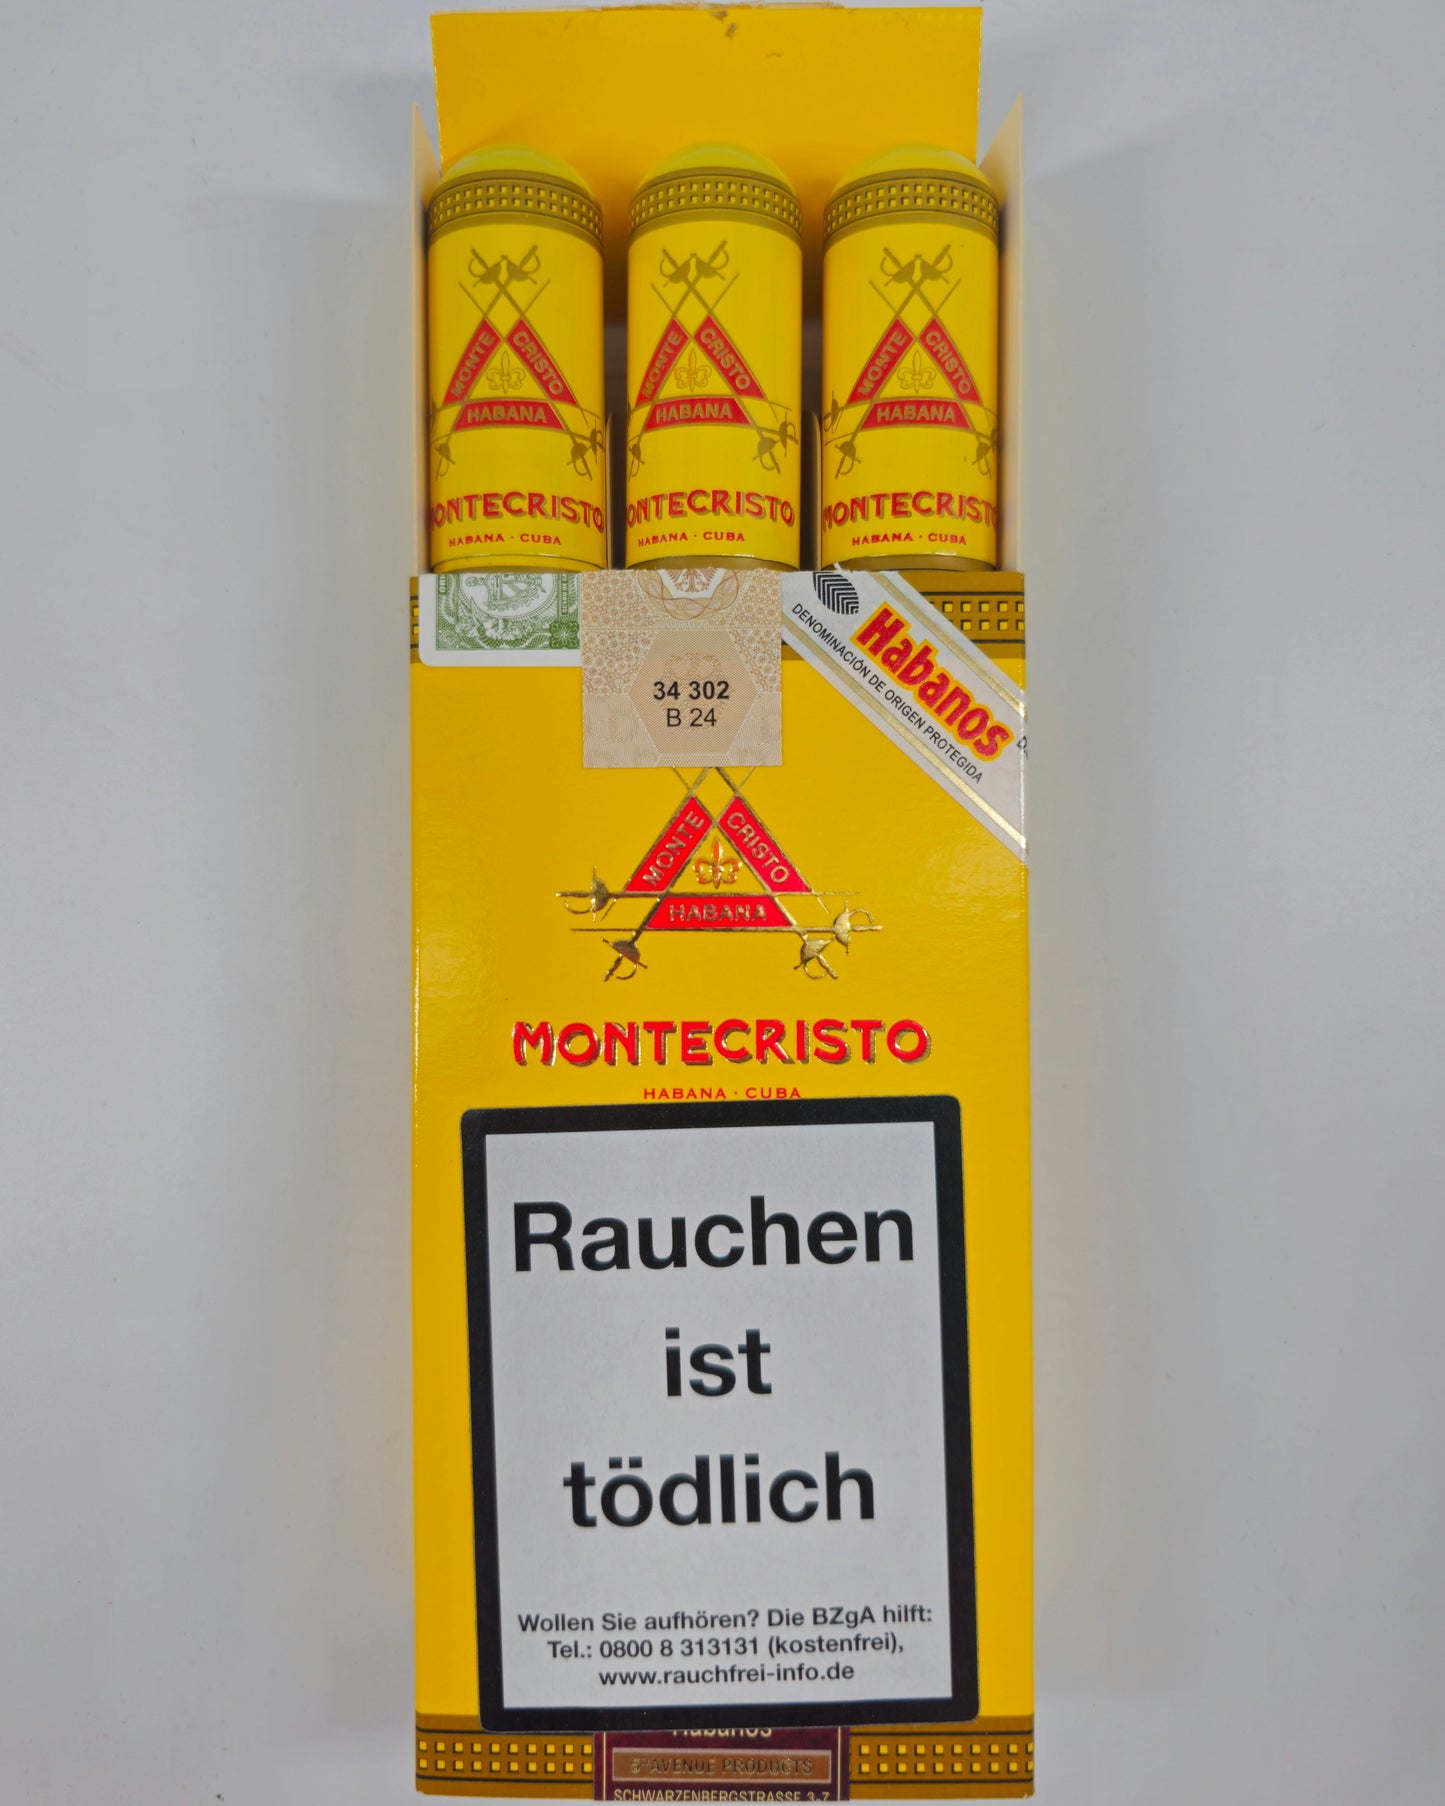 MONTE CRISTO
HABANA
MONTECRISTO
HABANA · CUBA
MONTE CRISTO
HABANA
MONTECRISTO
HABANA · CUBA
MONTE CRISTO
HABANA
MONTECRISTO
HABANA · CUBA
34 302
B 24
Habanos
DENOMINACIÓN DE ORIGEN PROTEGIDA
MONTE CRISTO
HABANA
MONTECRISTO
HABANA · CUBA
Rauchen
ist
tödlich
Wollen Sie aufhören? Die BZgA hilft:
Tel.: 0800 8 313131 (kostenfrei),
www.rauchfrei-info.de
Habanos
5TH AVENUE PRODUCTS
SCHWARZENBERGSTRASSE 3-7